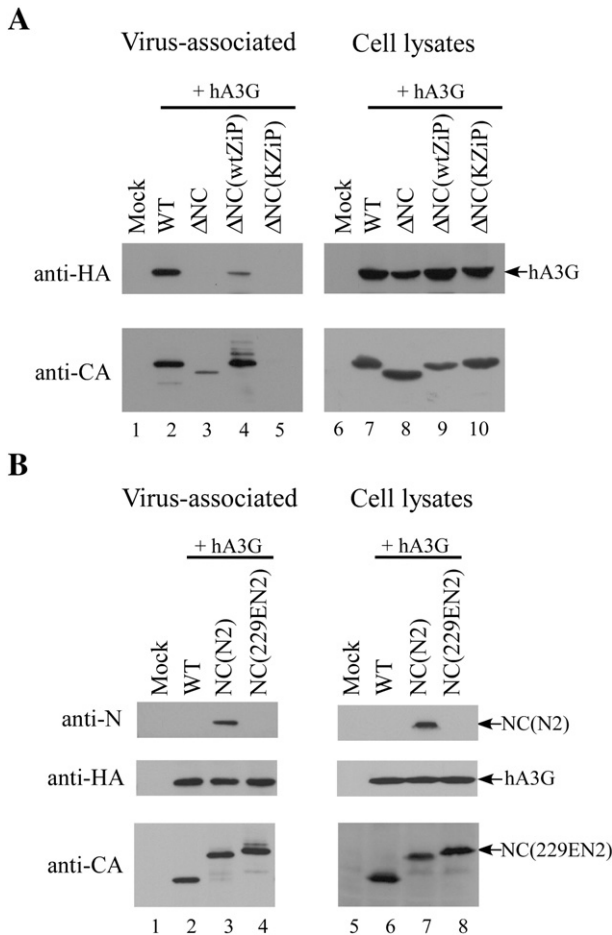 A
Virus-associated Cell lysates
+ hA3G + hA3G
Mock WT ΔNC ΔNC(wtZiP) ΔNC(KZiP) Mock WT ΔNC ΔNC(wtZiP) ΔNC(KZiP)
anti-HA hA3G
anti-CA
1 2 3 4 5 6 7 8 9 10
B
Virus-associated Cell lysates
+ hA3G + hA3G
Mock WT NC(N2) NC(229EN2) Mock WT NC(N2) NC(229EN2)
anti-N NC(N2)
anti-HA hA3G
anti-CA NC(229EN2)
1 2 3 4 5 6 7 8